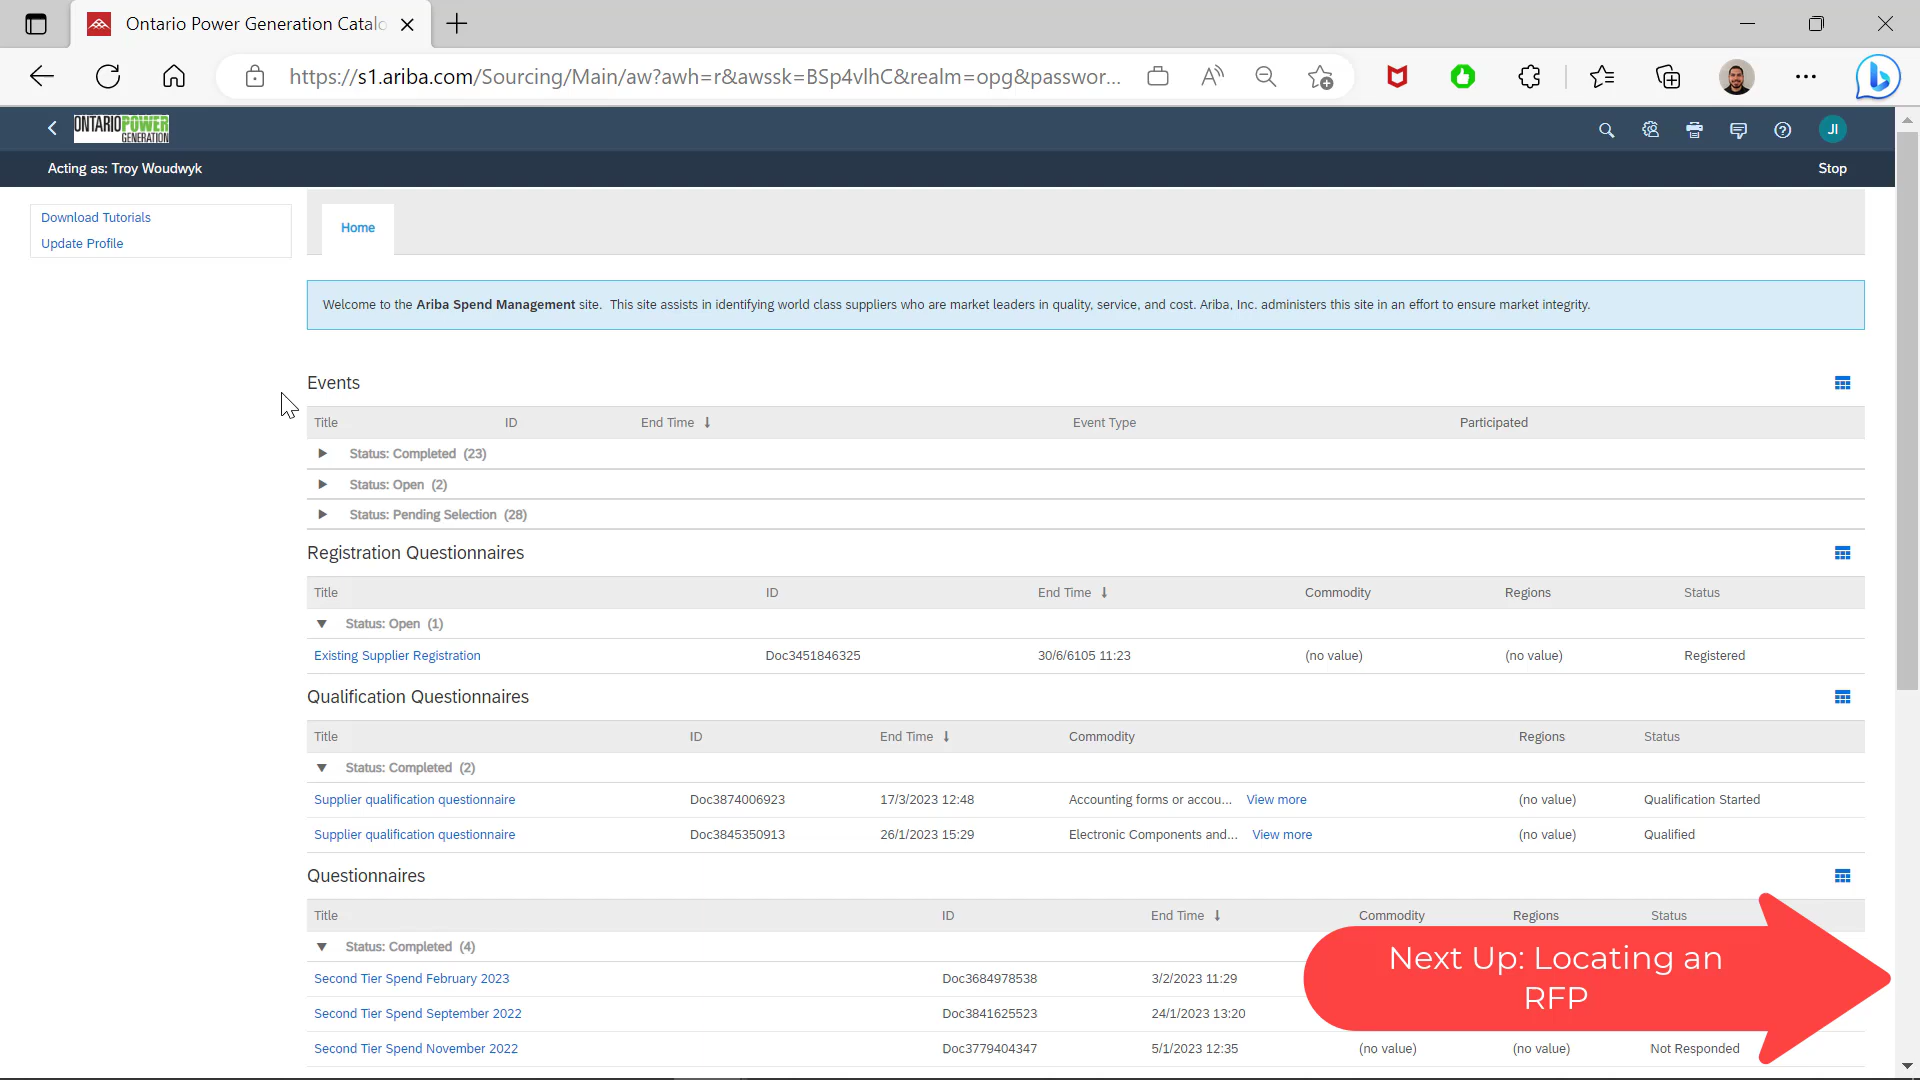 Ontario Power Generation Catalo
https://s1.ariba.com/Sourcing/Main/aw?awh=r&awssk=BSp4vlhC&realm=opg&passwor...
ONTARIOPOWER
GENERATION
JI
Acting as: Troy Woudwyk
Stop
Download Tutorials
Update Profile
Home
Welcome to the Ariba Spend Management site. This site assists in identifying world class suppliers who are market leaders in quality, service, and cost. Ariba, Inc. administers this site in an effort to ensure market integrity.
Events
Title ID End Time ↓ Event Type Participated
Status: Completed (23)
Status: Open (2)
Status: Pending Selection (28)
Registration Questionnaires
Title ID End Time ↓ Commodity Regions Status
Status: Open (1)
Existing Supplier Registration Doc3451846325 30/6/6105 11:23 (no value) (no value) Registered
Qualification Questionnaires
Title ID End Time ↓ Commodity Regions Status
Status: Completed (2)
Supplier qualification questionnaire Doc3874006923 17/3/2023 12:48 Accounting forms or accou... View more (no value) Qualification Started
Supplier qualification questionnaire Doc3845350913 26/1/2023 15:29 Electronic Components and... View more (no value) Qualified
Questionnaires
Title ID End Time ↓ Commodity Regions Status
Status: Completed (4)
Second Tier Spend February 2023 Doc3684978538 3/2/2023 11:29
Second Tier Spend September 2022 Doc3841625523 24/1/2023 13:20
Second Tier Spend November 2022 Doc3779404347 5/1/2023 12:35 (no value) (no value) Not Responded
Next Up: Locating an
RFP